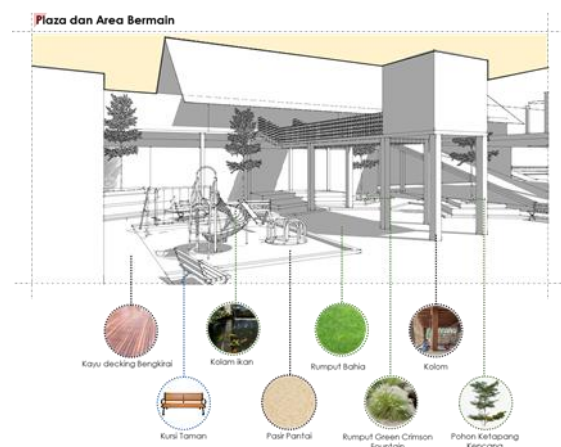 Plaza dan Area Bermain
Kayu decking Bengkirai
Kolam ikan
Rumput Bahia
Kolom
Kursi Taman
Pasir Pantai
Rumput Green Crimson
Fountain
Pohon Ketapang
Kencana